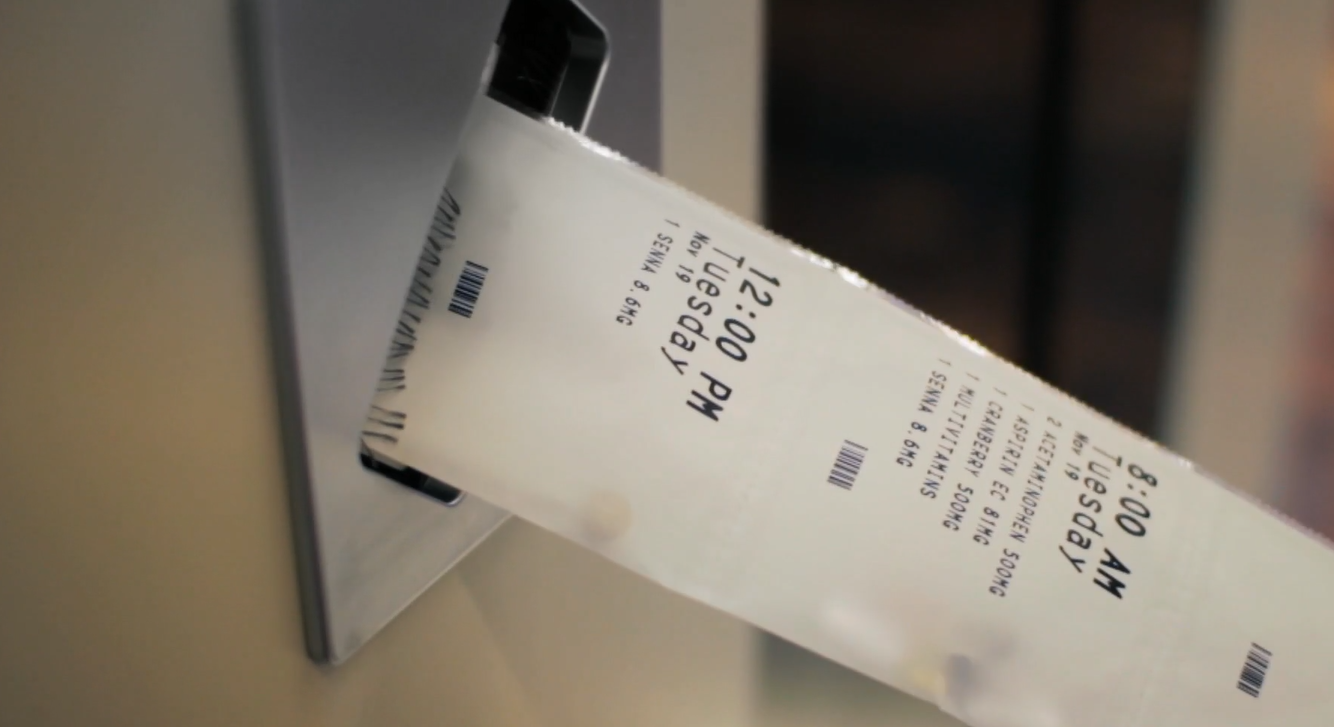 8:00 AM
Tuesday
Nov 19
2 ACETAMINOPHEN 500MG
1 ASPIRIN EC 81MG
1 CRANBERRY 500MG
1 MULTIVITAMINS
1 SENNA 8.6MG
12:00 PM
Tuesday
Nov 19
1 SENNA 8.6MG